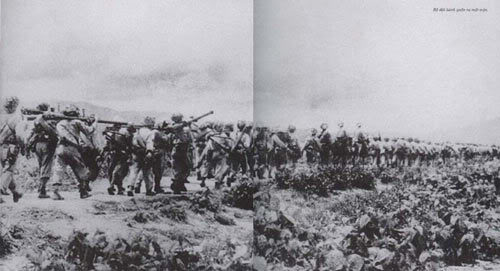 Bộ đội hành quân ra mặt trận.